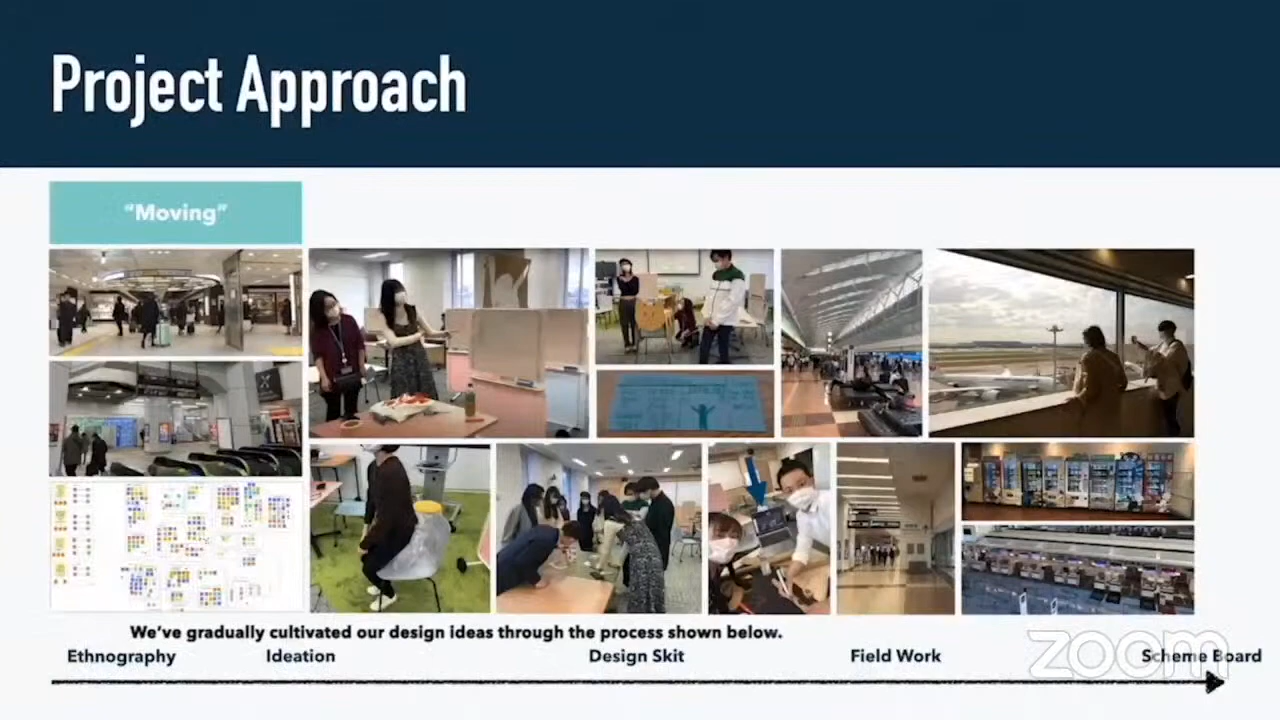 Project Approach
“Moving”
We’ve gradually cultivated our design ideas through the process shown below.
Ethnography Ideation Design Skit Field Work Scheme Board
zoom